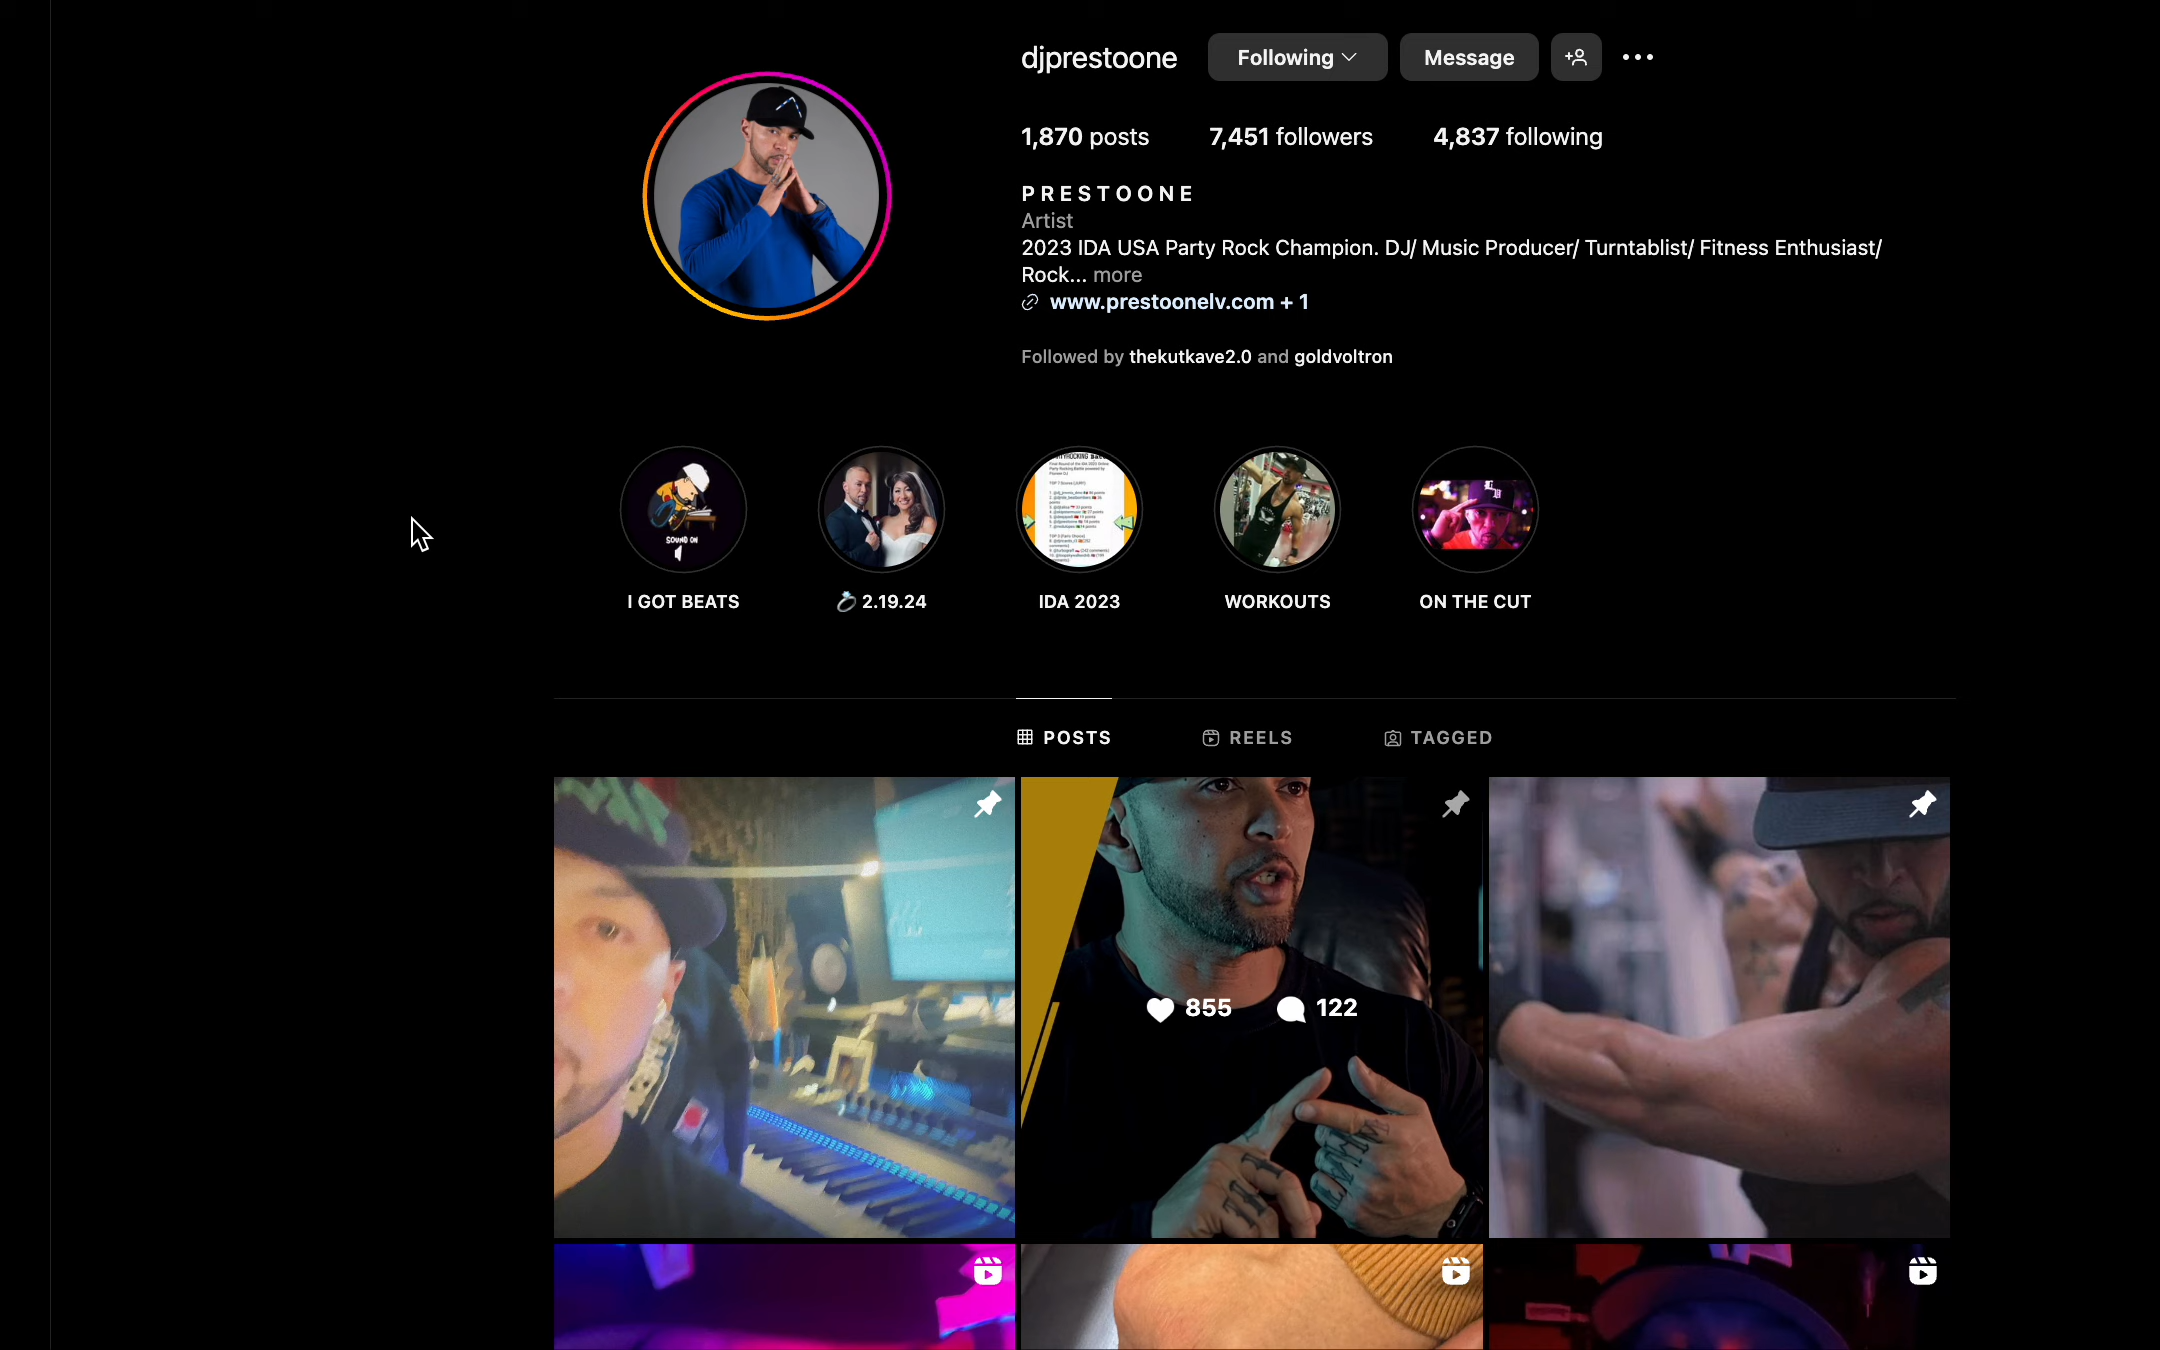 djprestoone Following Message
1,870 posts 7,451 followers 4,837 following
PRESTOONE
Artist
2023 IDA USA Party Rock Champion. DJ/ Music Producer/ Turntablist/ Fitness Enthusiast/
Rock... more
www.prestoonelv.com + 1
Followed by thekutkave2.0 and goldvoltron
SOUND ON
I GOT BEATS
💍 2.19.24
IDA 2023
WORKOUTS
ON THE CUT
POSTS REELS TAGGED
855 122